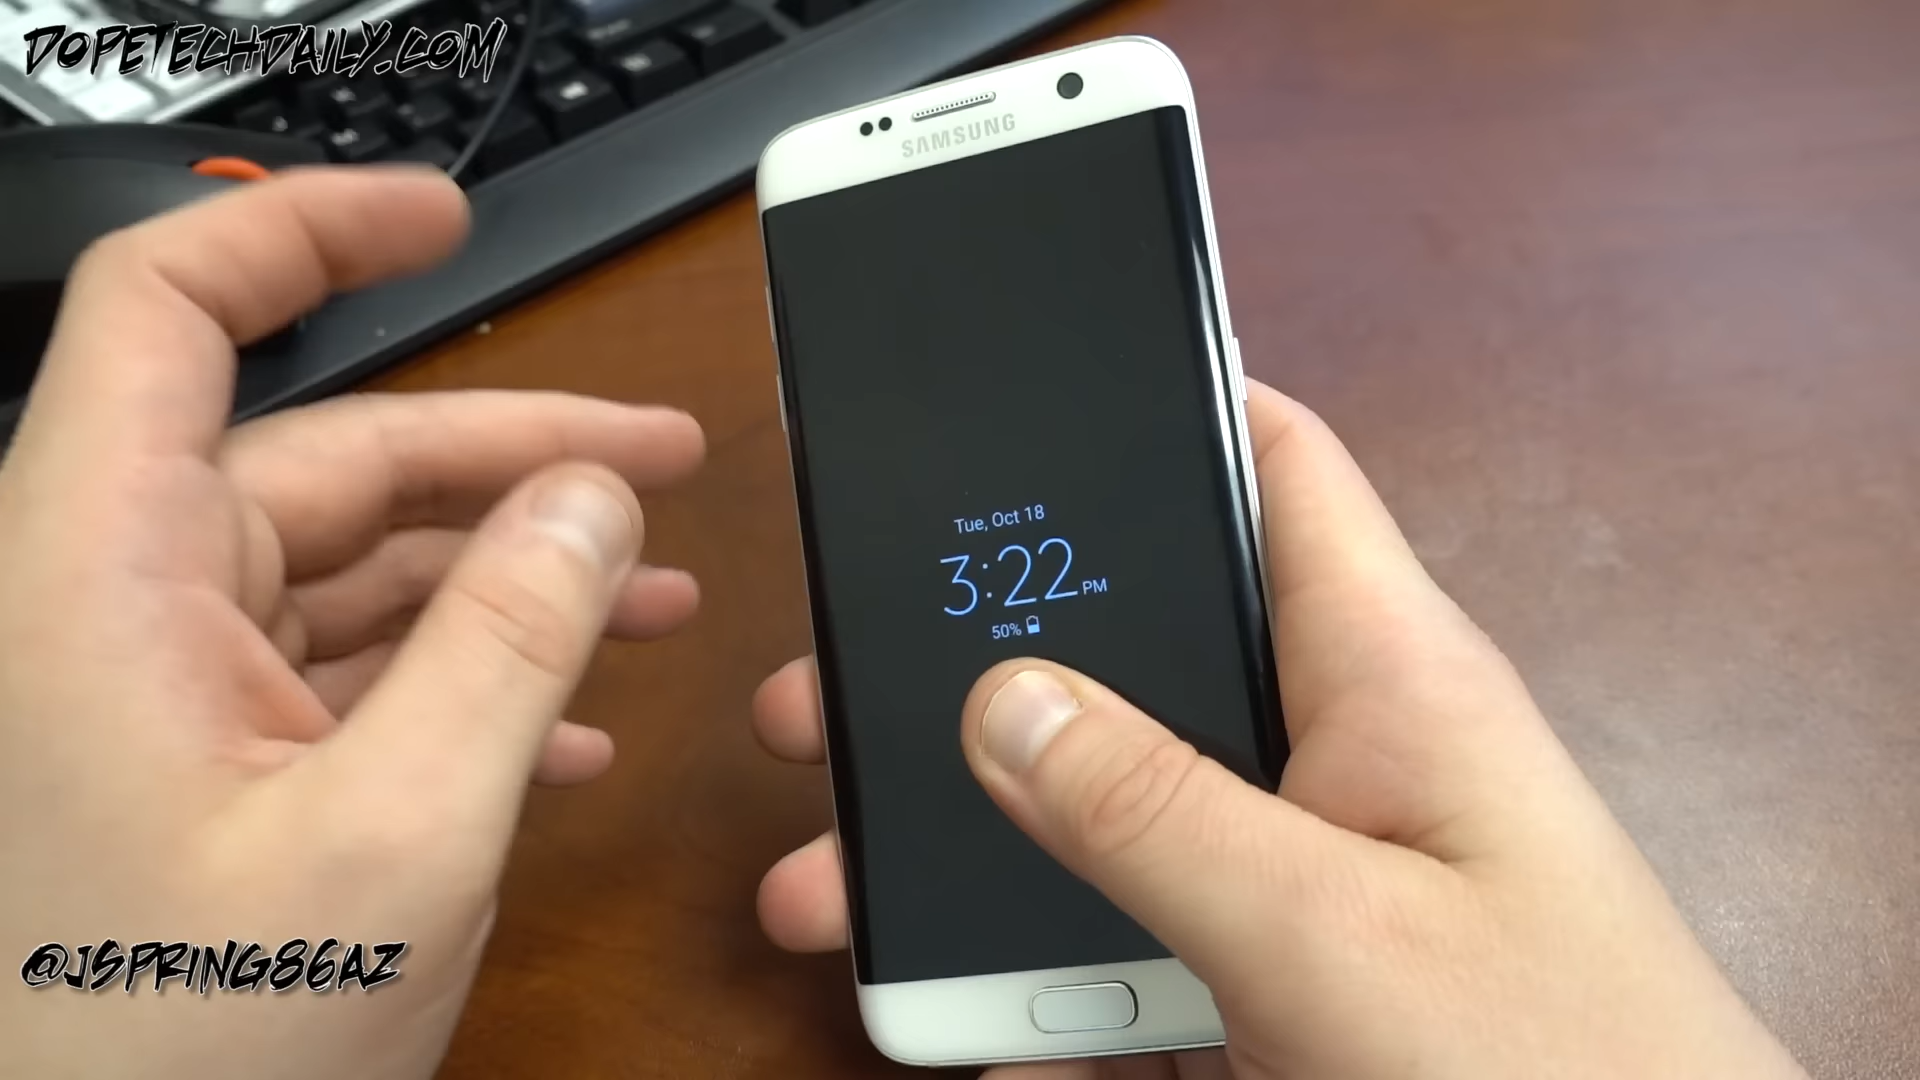 DOPETECHDAILY.COM
SAMSUNG
Tue, Oct 18
3:22 PM
50%
@JSPRING86AZ